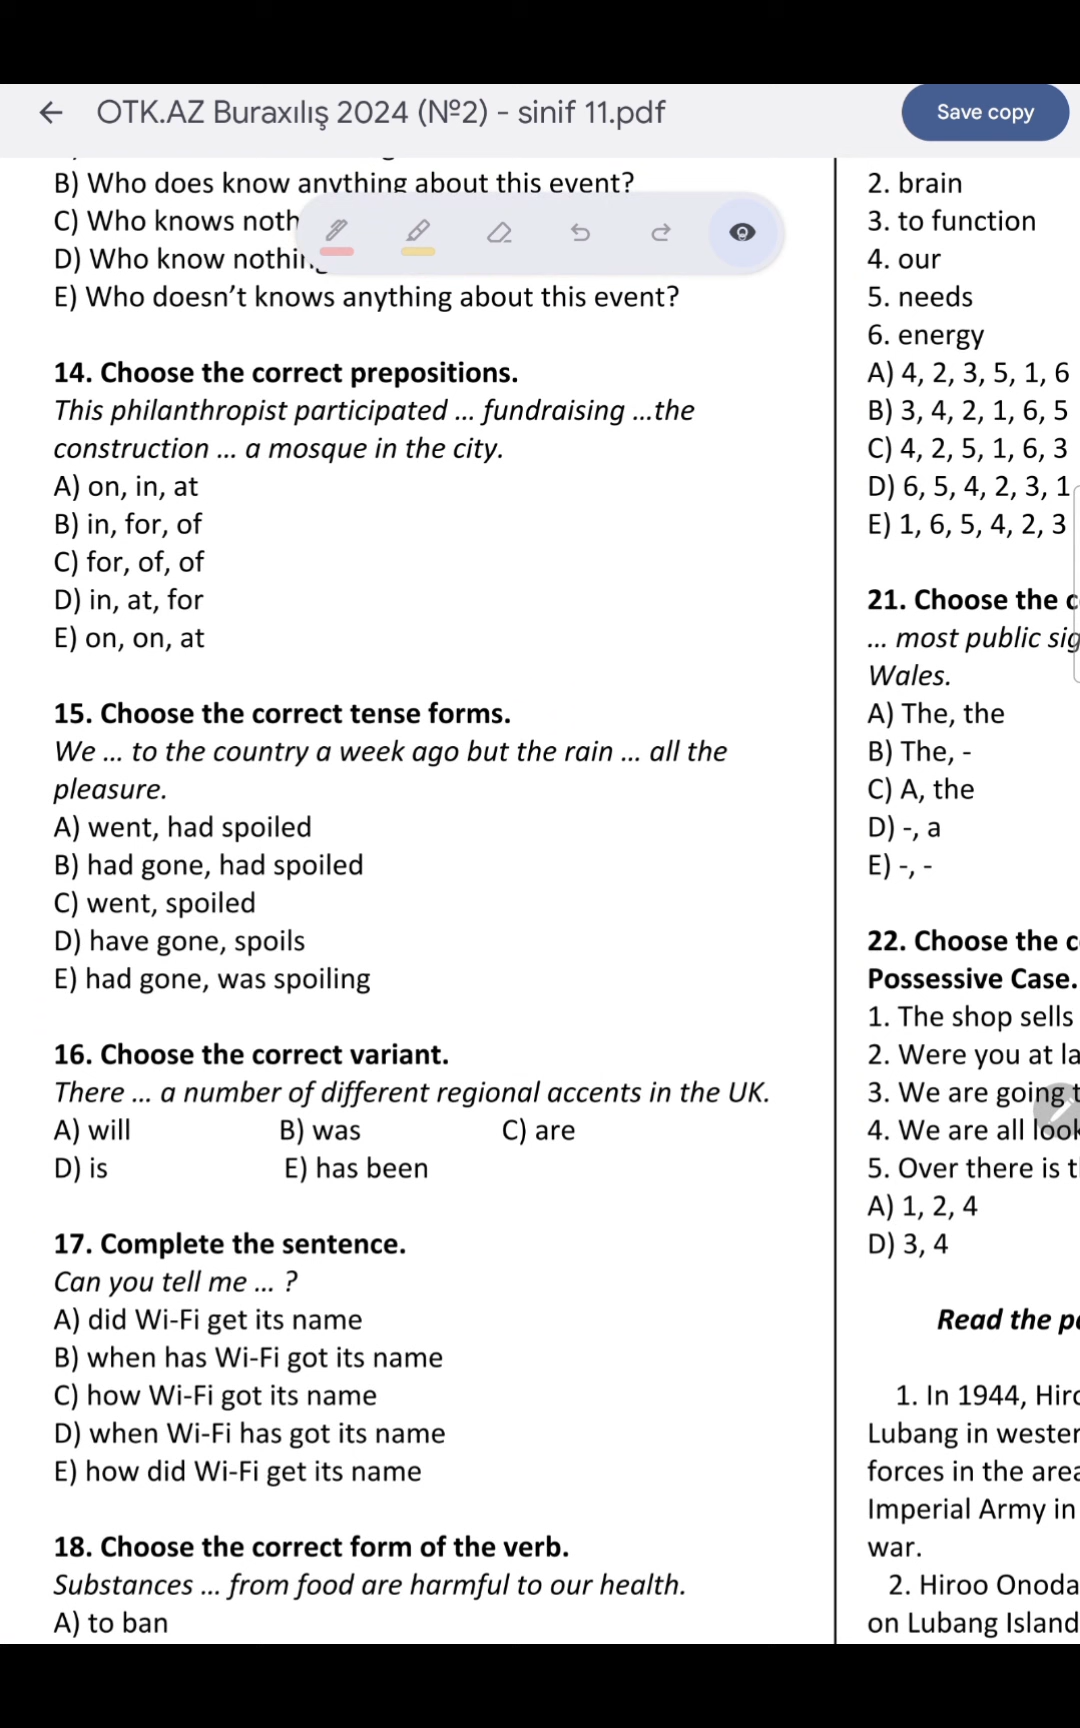 OTK.AZ Buraxılış 2024 (Nº2) - sinif 11.pdf
Save copy
B) Who does know anything about this event?
C) Who knows
D) Who know
E) Who doesn’t knows anything about this event?
14. Choose the correct prepositions.
This philanthropist participated ... fundraising ...the
construction ... a mosque in the city.
A) on, in, at
B) in, for, of
C) for, of, of
D) in, at, for
E) on, on, at
15. Choose the correct tense forms.
We ... to the country a week ago but the rain ... all the
pleasure.
A) went, had spoiled
B) had gone, had spoiled
C) went, spoiled
D) have gone, spoils
E) had gone, was spoiling
16. Choose the correct variant.
There ... a number of different regional accents in the UK.
A) will B) was C) are
D) is E) has been
17. Complete the sentence.
Can you tell me ... ?
A) did Wi-Fi get its name
B) when has Wi-Fi got its name
C) how Wi-Fi got its name
D) when Wi-Fi has got its name
E) how did Wi-Fi get its name
18. Choose the correct form of the verb.
Substances ... from food are harmful to our health.
A) to ban
2. brain
3. to function
4. our
5. needs
6. energy
A) 4, 2, 3, 5, 1, 6
B) 3, 4, 2, 1, 6, 5
C) 4, 2, 5, 1, 6, 3
D) 6, 5, 4, 2, 3, 1
E) 1, 6, 5, 4, 2, 3
21. Choose the
... most public
Wales.
A) The, the
B) The, -
C) A, the
D) -, a
E) -, -
22. Choose the
Possessive Case.
1. The shop sells
2. Were you at
3. We are going
4. We are all
5. Over there is
A) 1, 2, 4
D) 3, 4
Read the
1. In 1944,
Lubang in
forces in the
Imperial Army in
war.
2. Hiroo Onoda
on Lubang Island